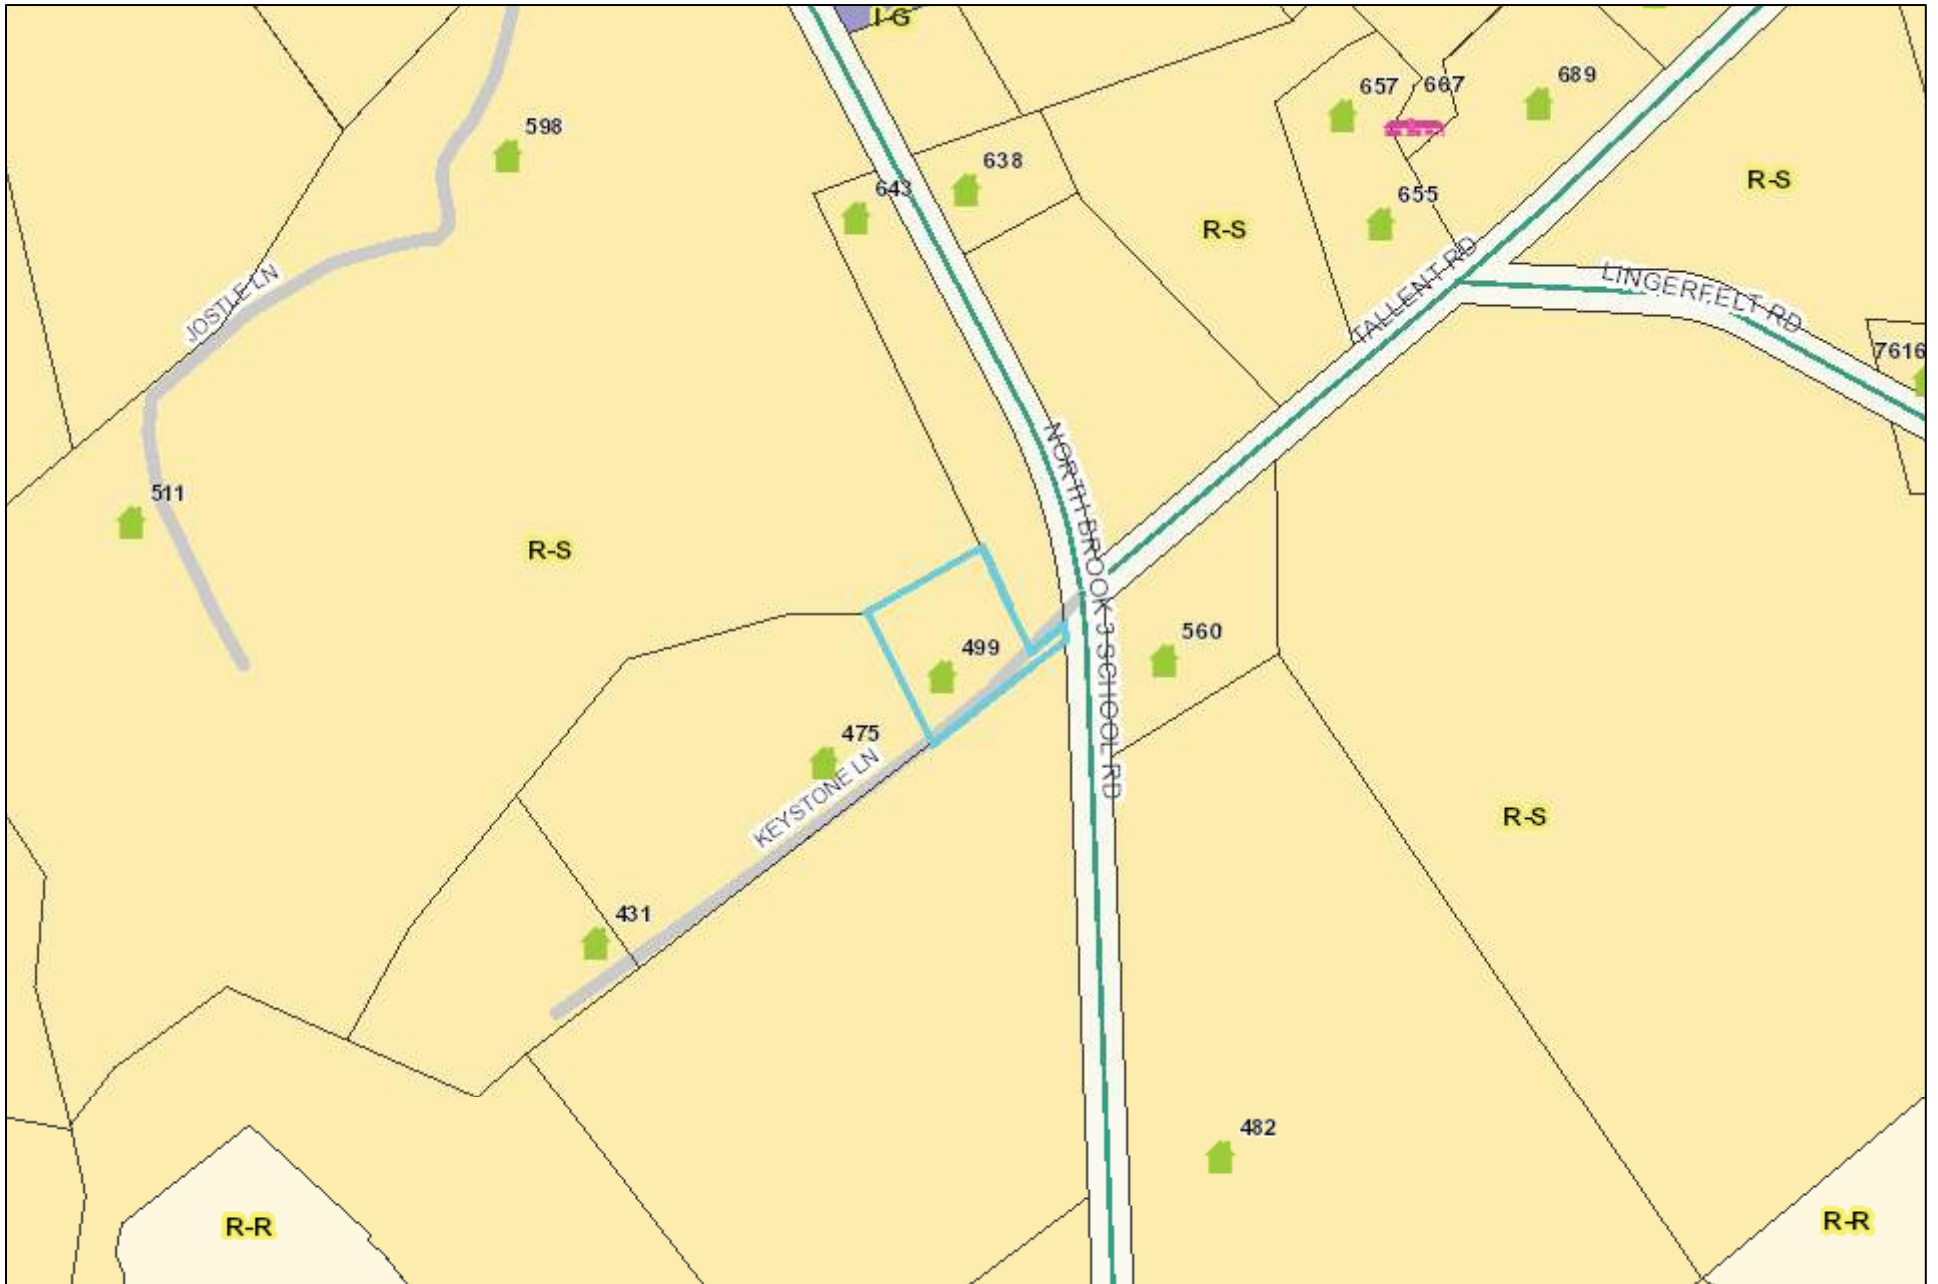 I-G
657
667
689
598
638
R-S
643
655
R-S
TALLENT RD
LINGERFELT RD
JOSTLE LN
7616
511
NORTH BROOK 3 SCHOOL RD
R-S
560
499
475
KEYSTONE LN
R-S
431
482
R-R
R-R